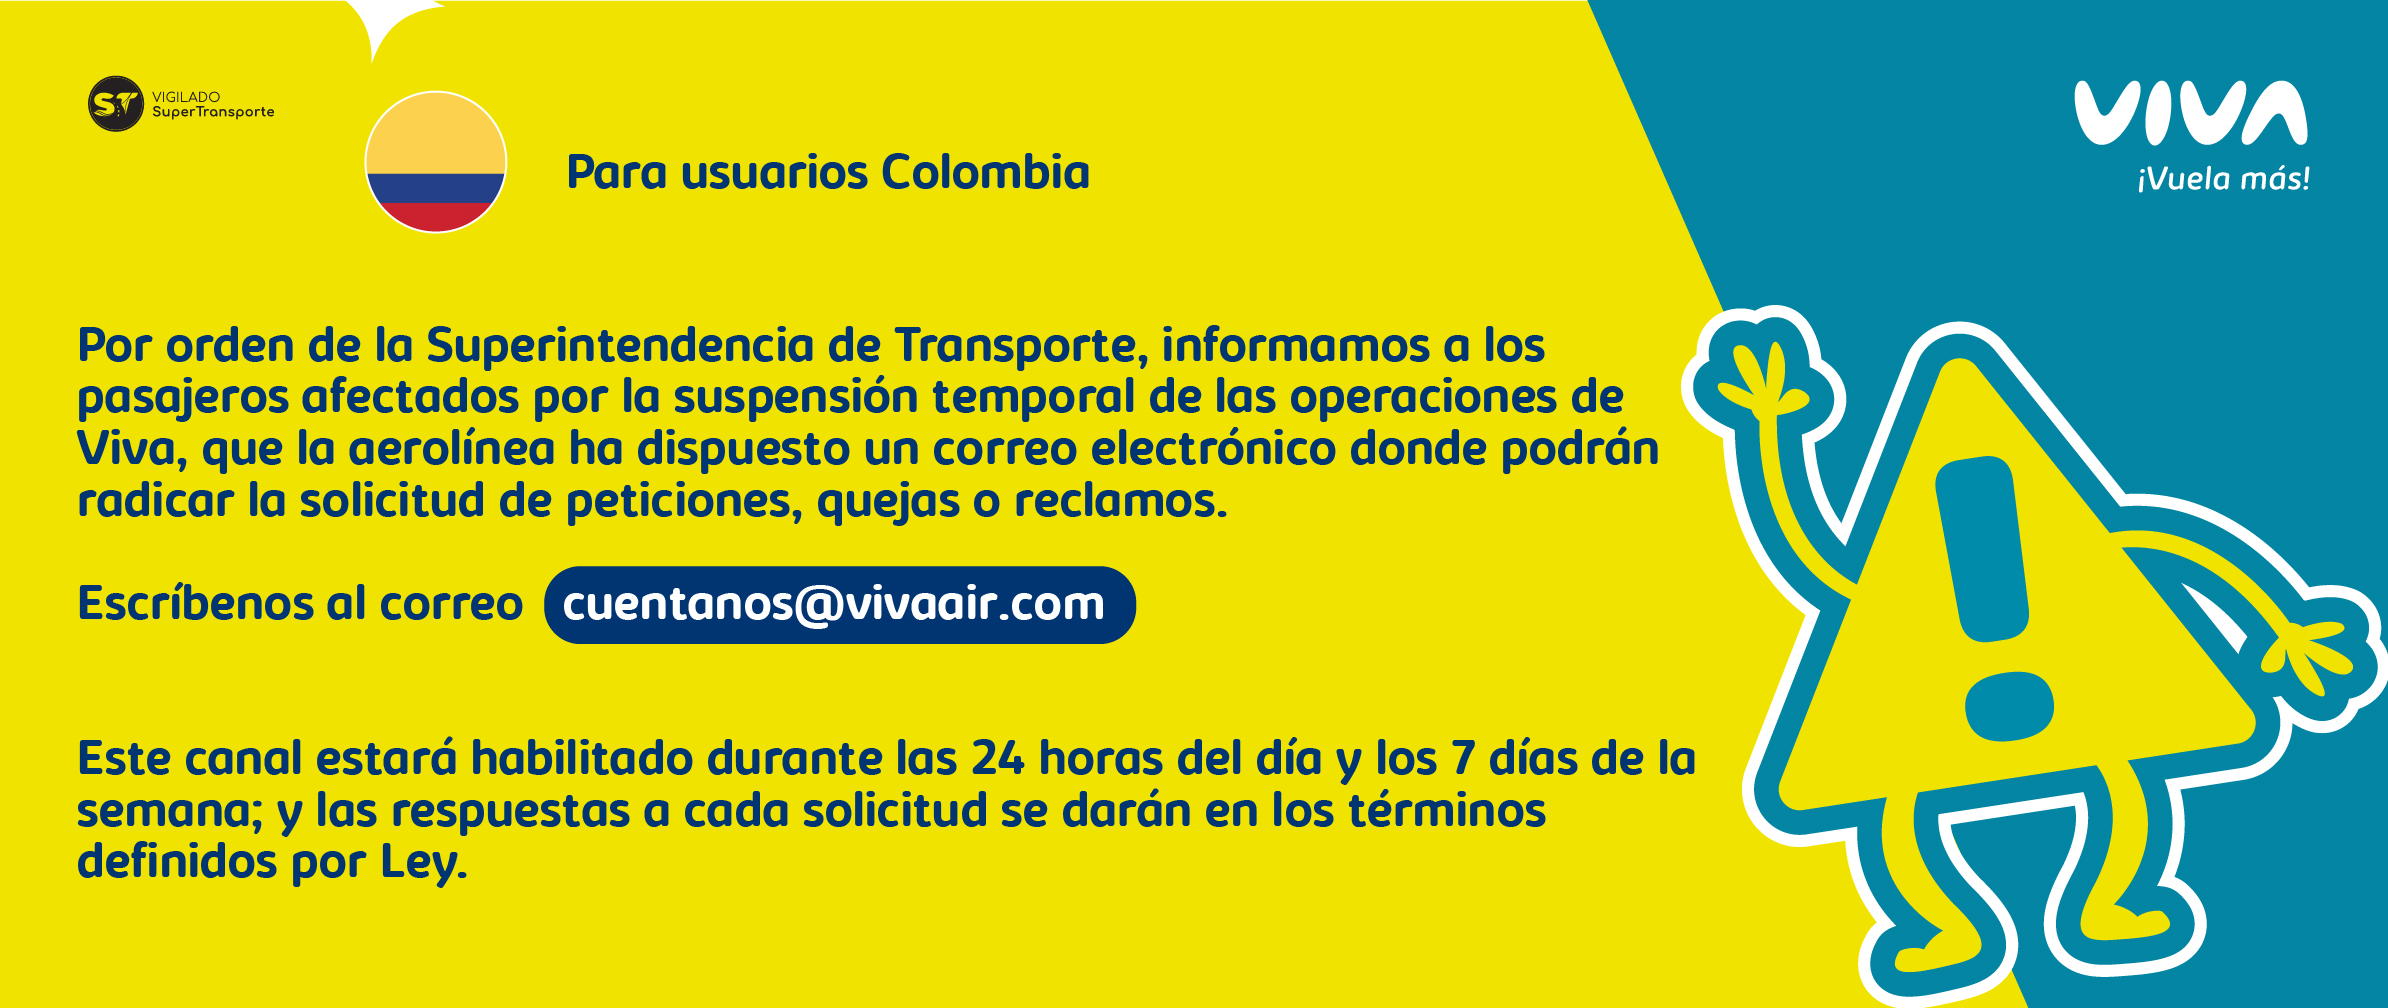 ST VIGILADO
SuperTransporte
Para usuarios Colombia
VIVA
¡Vuela más!
Por orden de la Superintendencia de Transporte, informamos a los
pasajeros afectados por la suspensión temporal de las operaciones de
Viva, que la aerolínea ha dispuesto un correo electrónico donde podrán
radicar la solicitud de peticiones, quejas o reclamos.
Escríbenos al correo cuentanos@vivaair.com
Este canal estará habilitado durante las 24 horas del día y los 7 días de la
semana; y las respuestas a cada solicitud se darán en los términos
definidos por Ley.
!